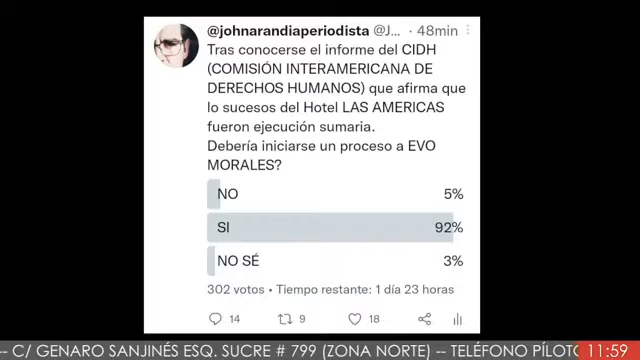 @johnarandiaperiodista @J... · 48min
Tras conocerse el informe del CIDH
(COMISIÓN INTERAMERICANA DE
DERECHOS HUMANOS) que afirma que
lo sucesos del Hotel LAS AMERICAS
fueron ejecución sumaria.
Debería iniciarse un proceso a EVO
MORALES?
NO 5%
SI 92%
NO SÉ 3%
302 votos • Tiempo restante: 1 día 23 horas
14 9 18
-- C/ GENARO SANJINÉS ESQ. SUCRE # 799 (ZONA NORTE) -- TELÉFONO PÍLOTO 11:59